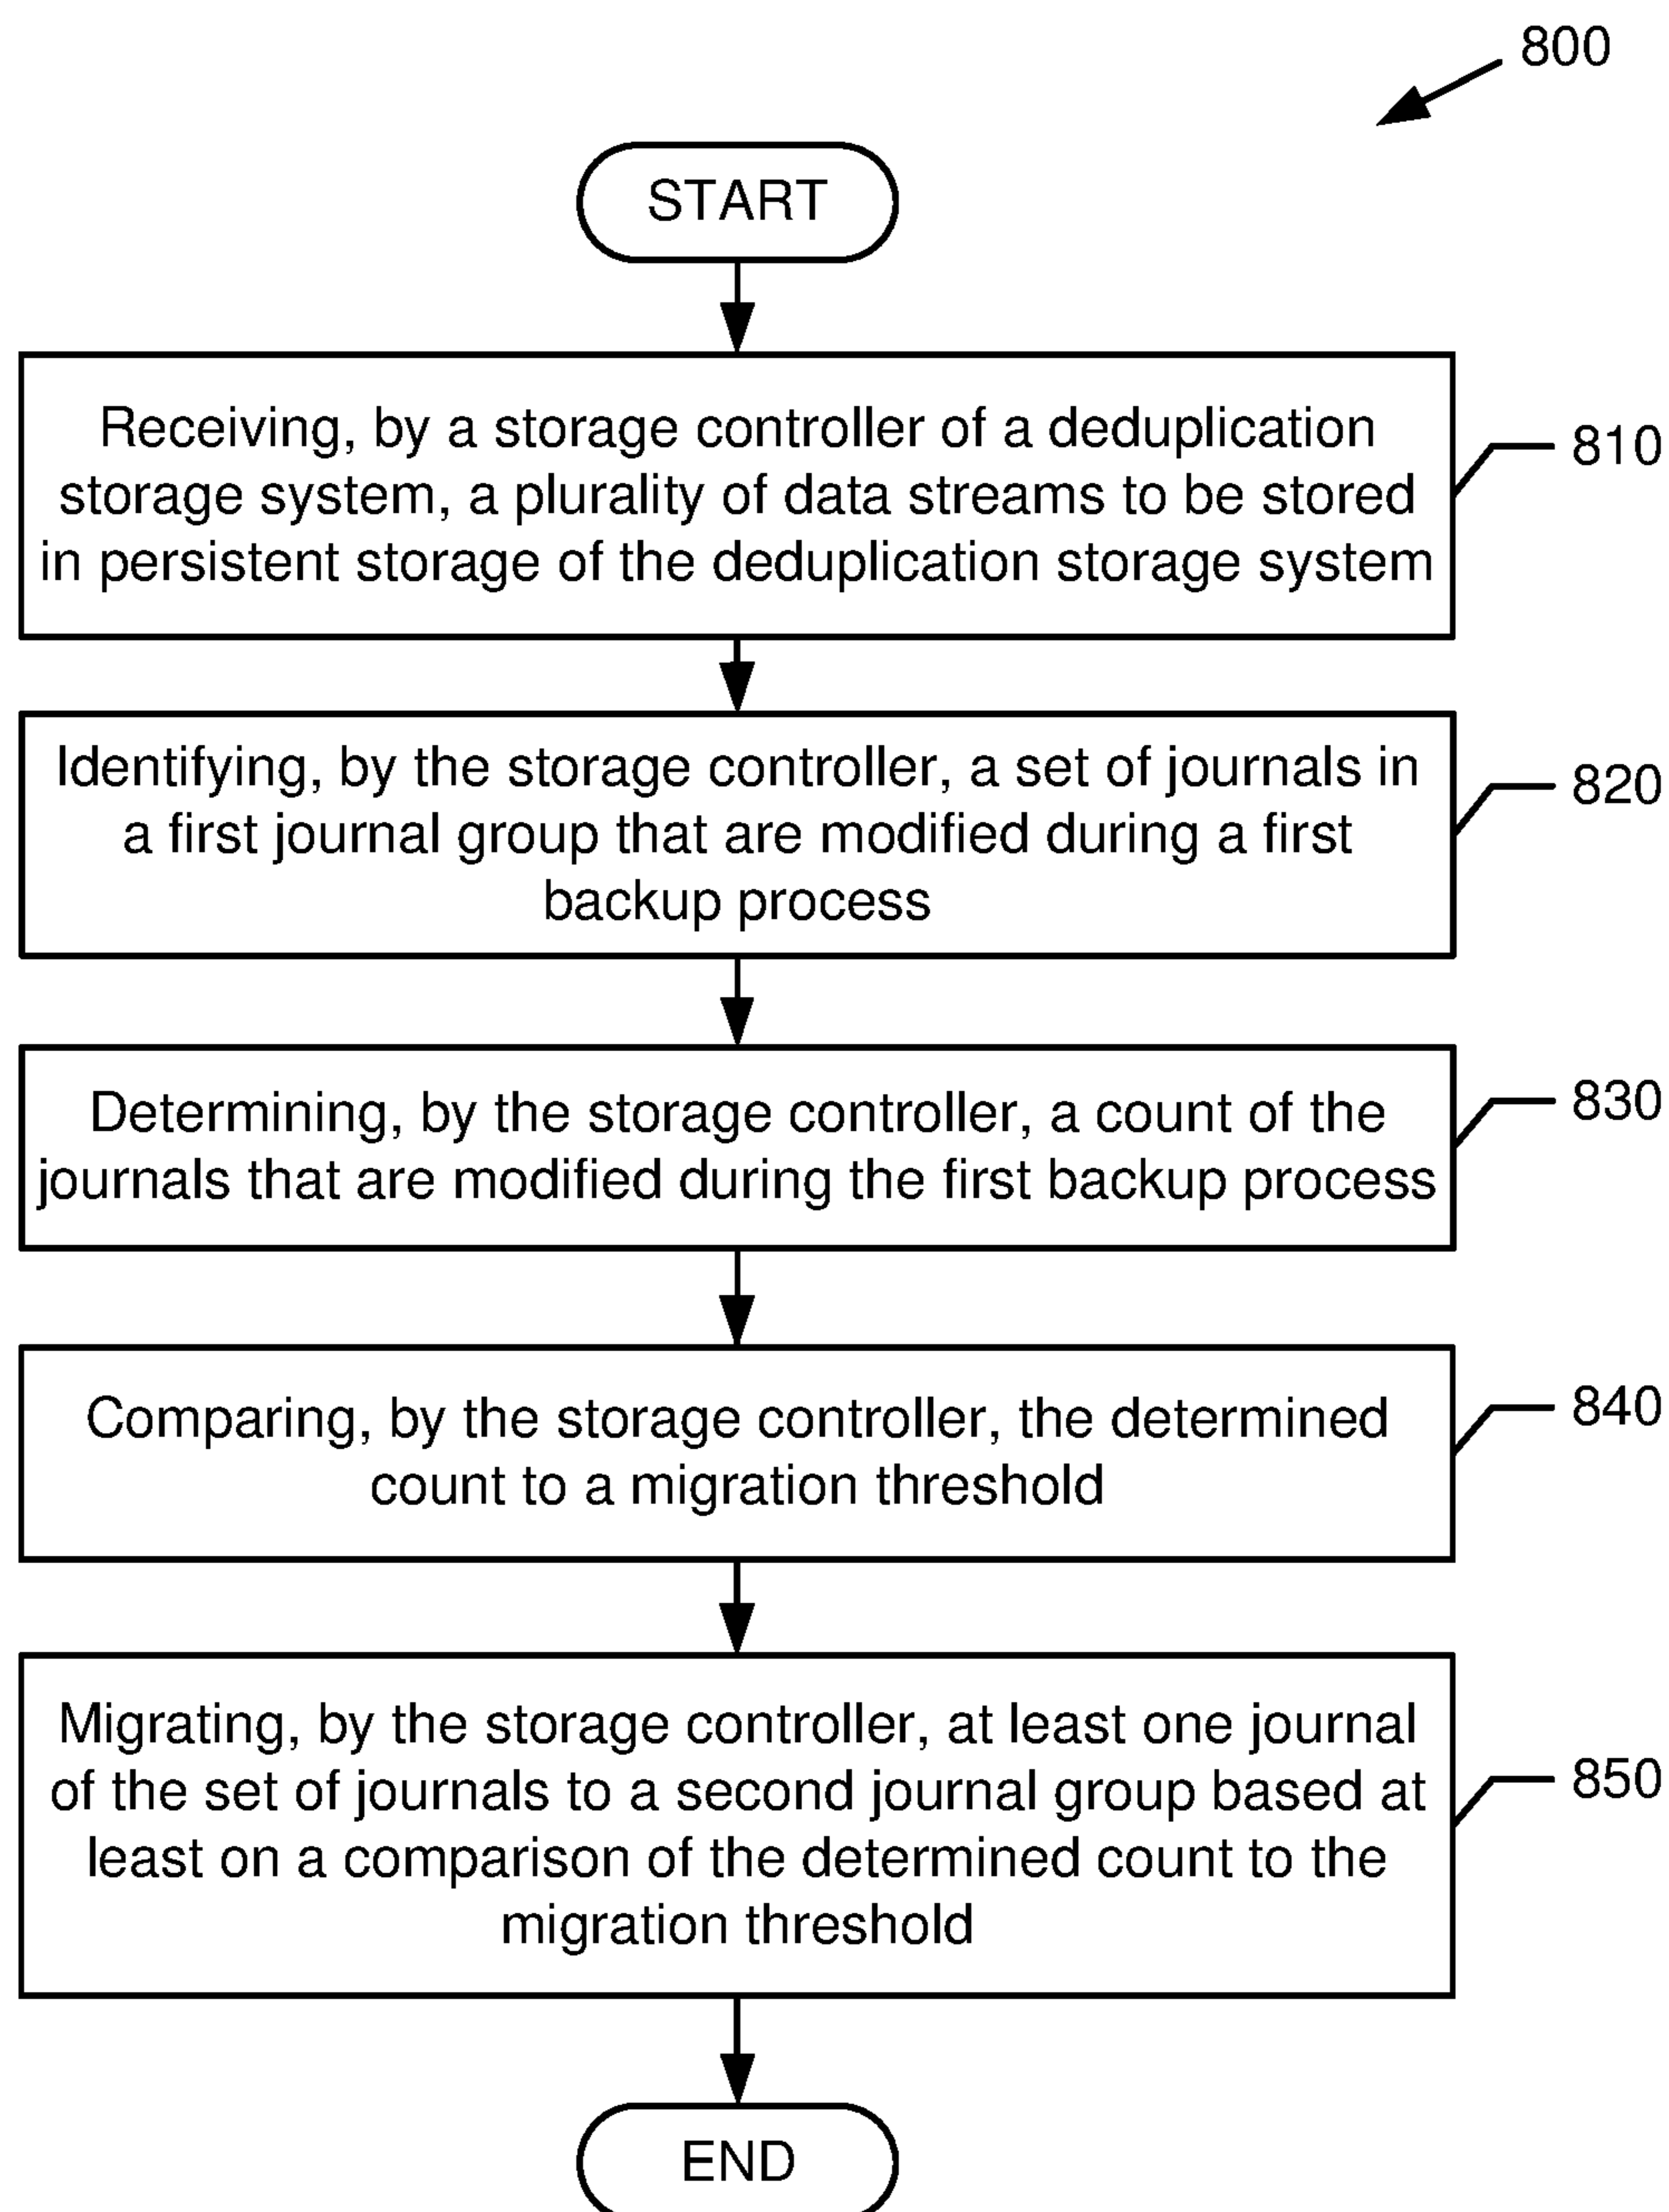 800
START
Receiving, by a storage controller of a deduplication
storage system, a plurality of data streams to be stored
in persistent storage of the deduplication storage system
810
Identifying, by the storage controller, a set of journals in
a first journal group that are modified during a first
backup process
820
Determining, by the storage controller, a count of the
journals that are modified during the first backup process
830
Comparing, by the storage controller, the determined
count to a migration threshold
840
Migrating, by the storage controller, at least one journal
of the set of journals to a second journal group based at
least on a comparison of the determined count to the
migration threshold
850
END